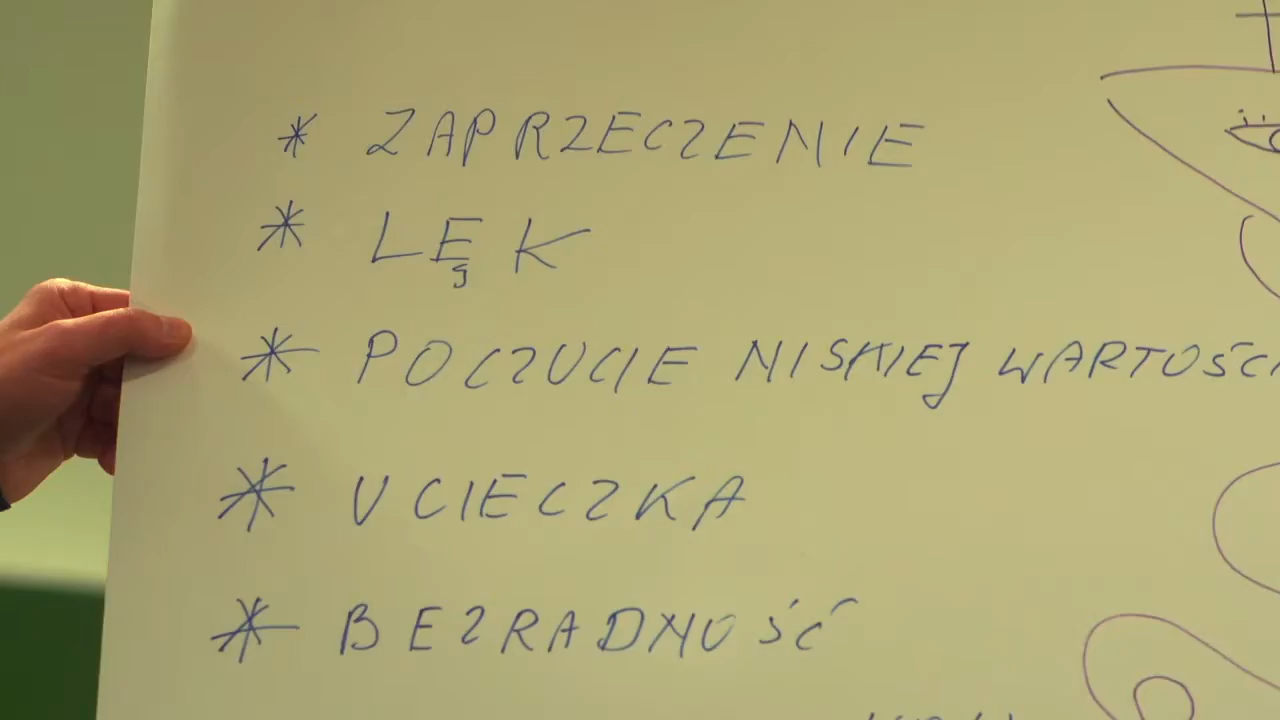 * ZAPRZECZENIE
* LĘK
* POCZUCIE NISKIEJ WARTOŚCI
* UCIECZKA
* BEZRADNOŚĆ